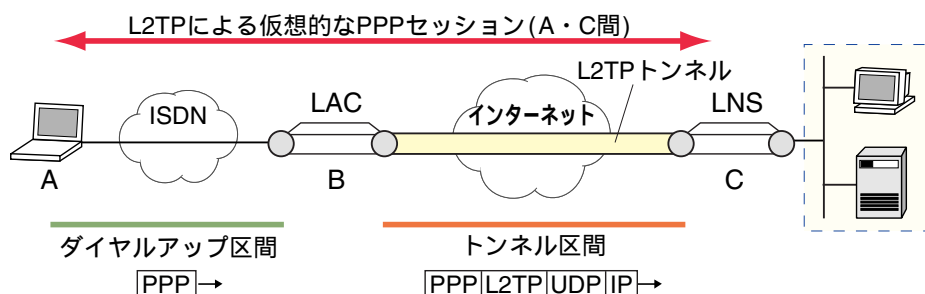 L2TPによる仮想的なPPPセッション(A・C間)
L2TPトンネル
ISDN
LAC
インターネット
LNS
A
B
C
ダイヤルアップ区間
トンネル区間
PPP→
PPP|L2TP|UDP|IP→